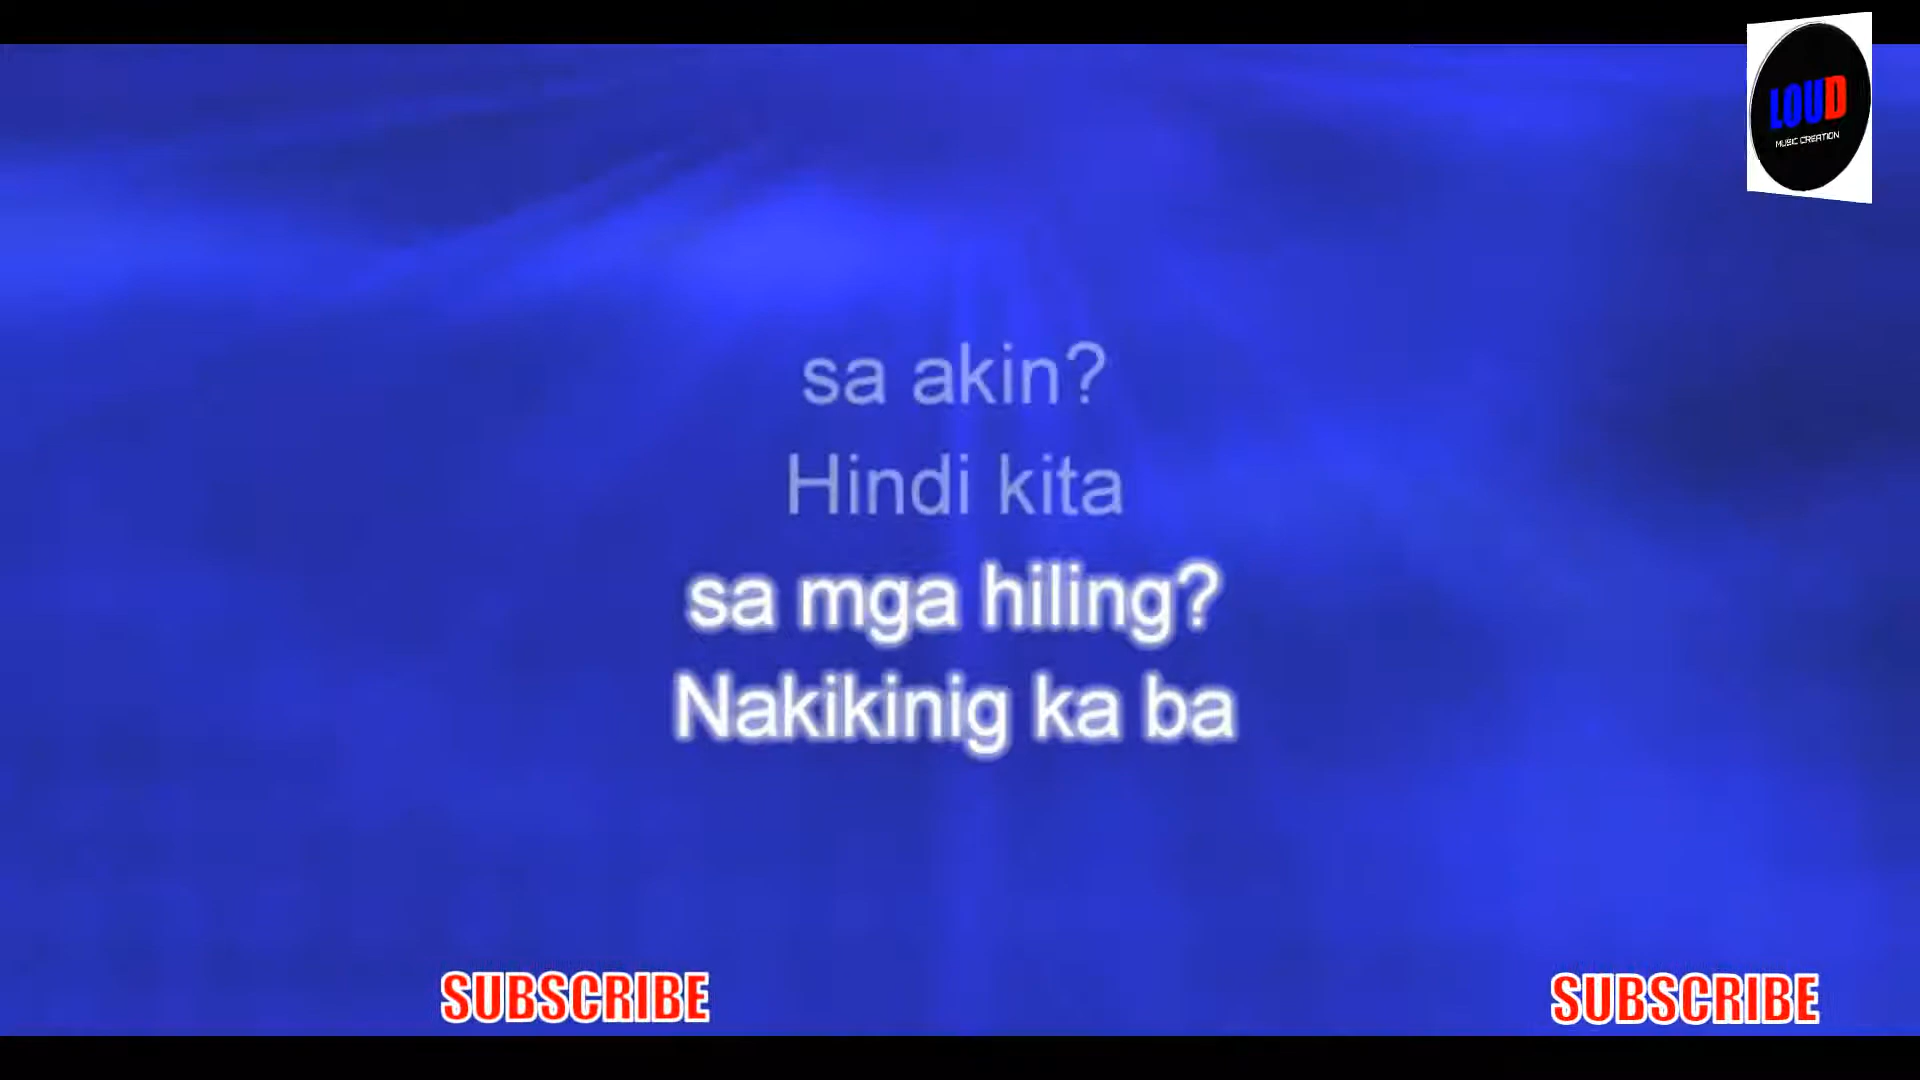 LOUD
MUSIC CREATION
sa akin?
Hindi kita
sa mga hiling?
Nakikinig ka ba
SUBSCRIBE
SUBSCRIBE